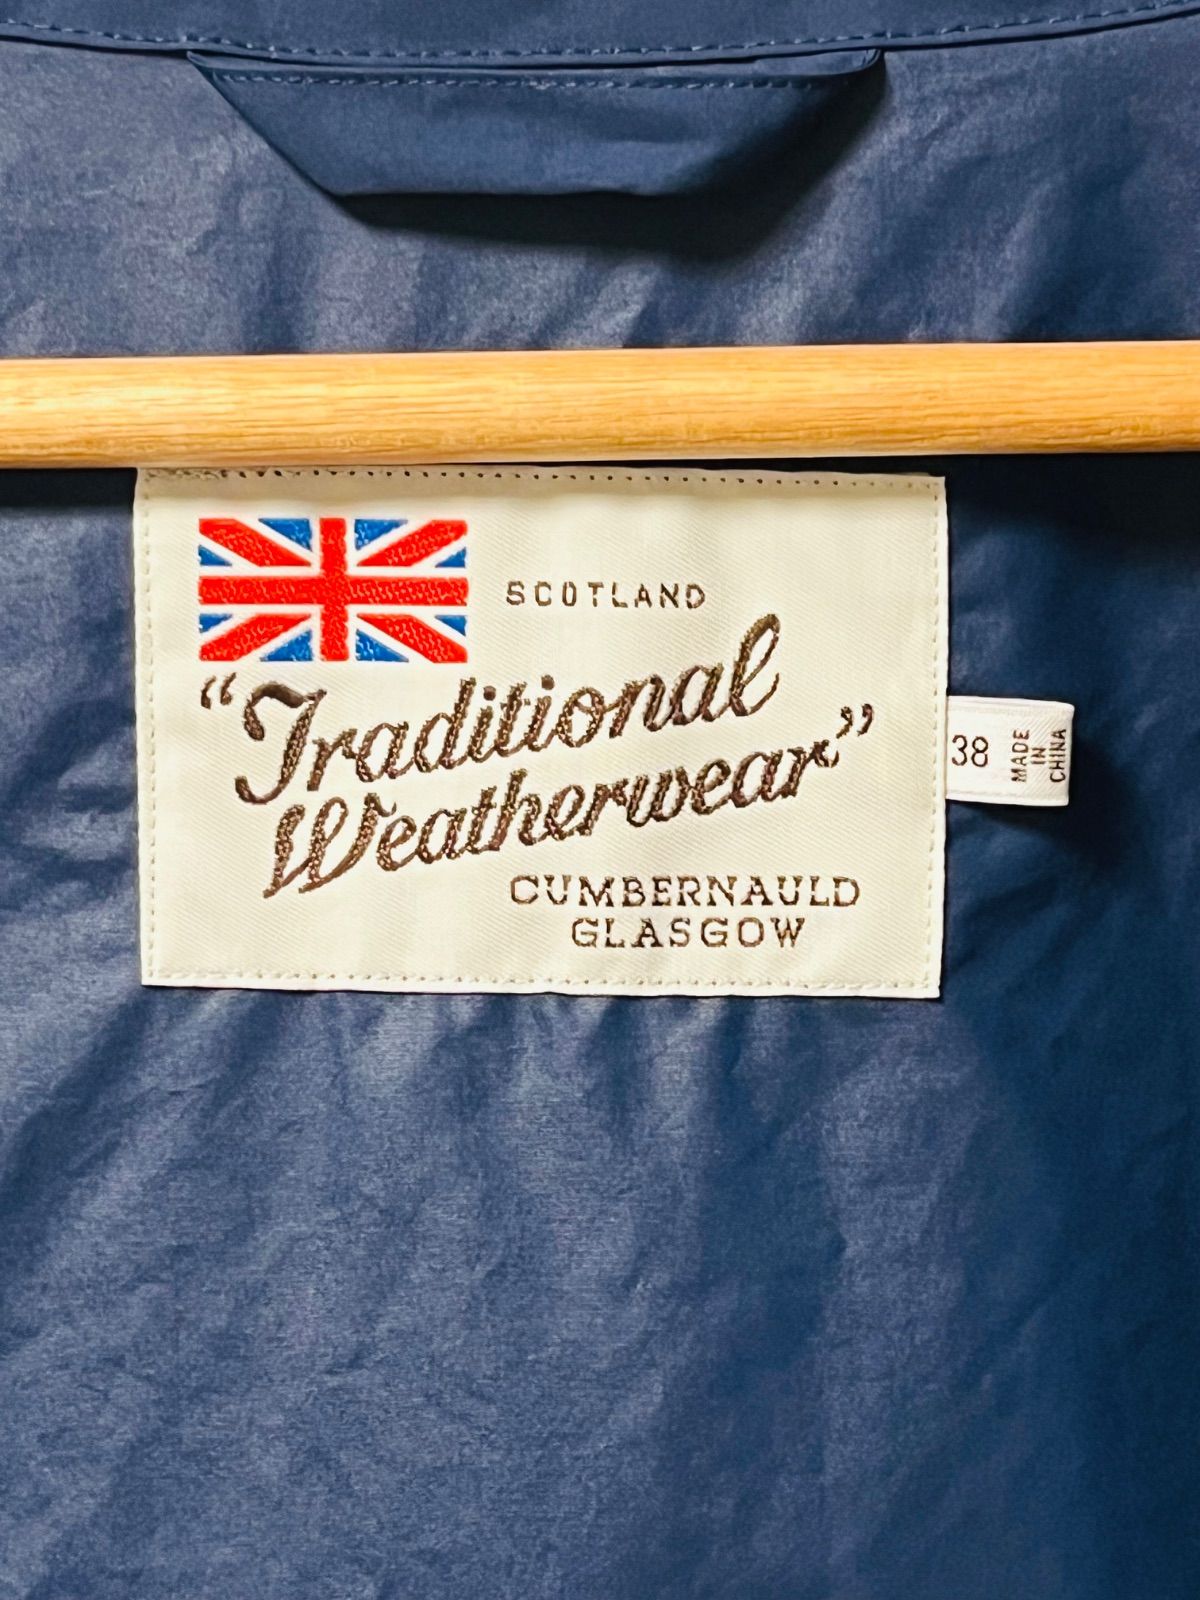 SCOTLAND
“Traditional
Weatherwear”
CUMBERNAULD
GLASGOW
38
MADE
IN
CHINA